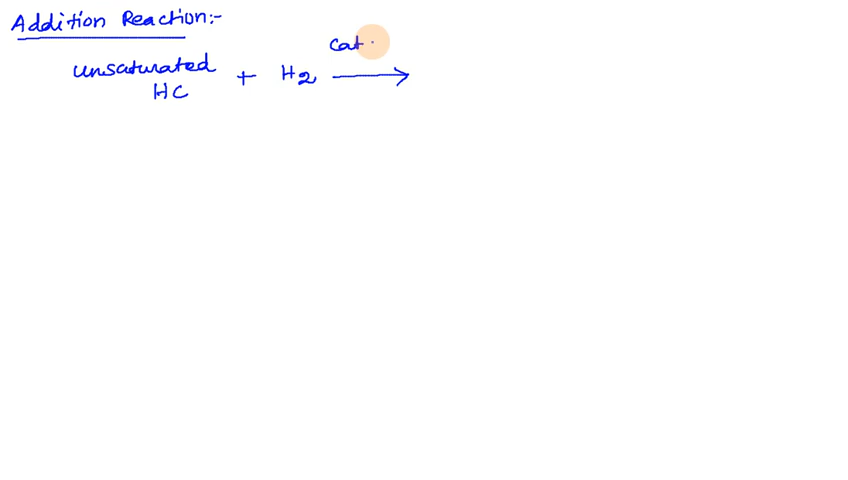 Addition Reaction:-
Cat.
unsaturated + H2 ⟶
HC